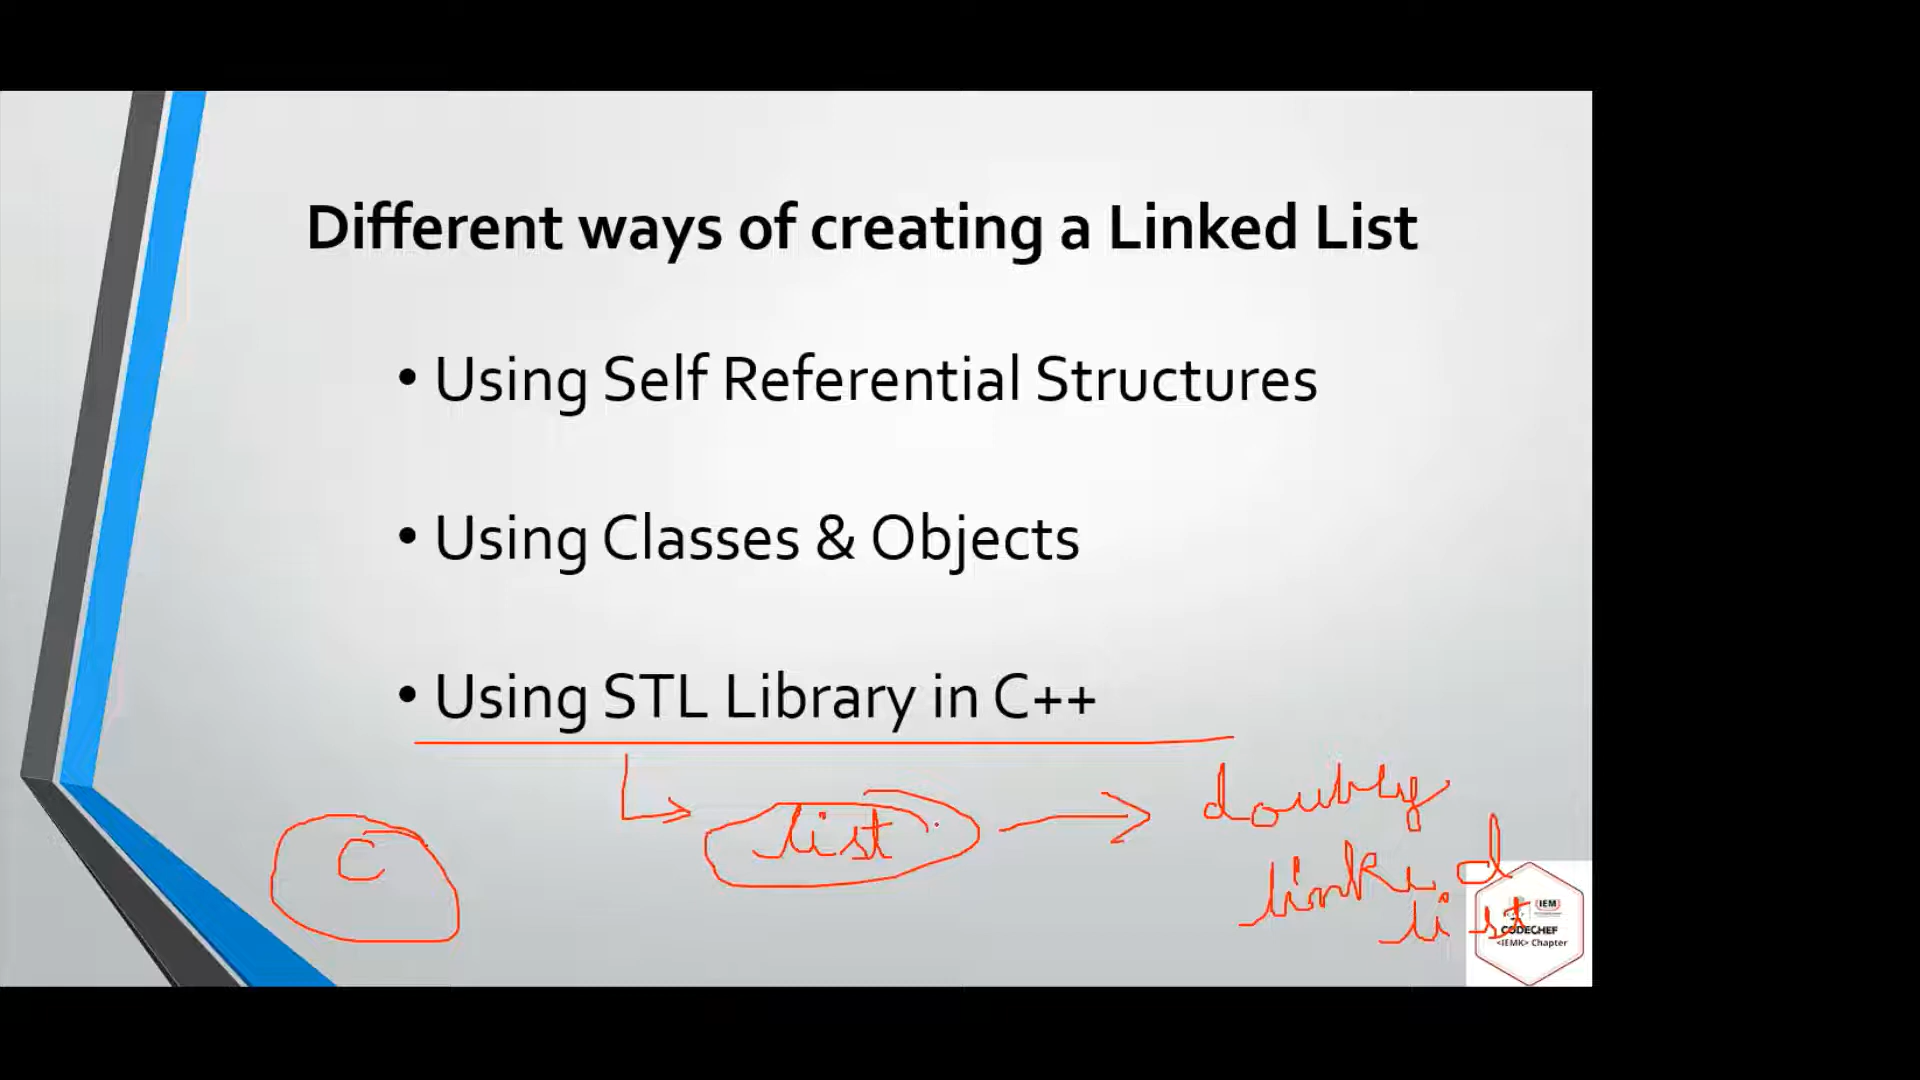 Different ways of creating a Linked List
• Using Self Referential Structures
• Using Classes & Objects
• Using STL Library in C++
C
list
doubly
linked
list
IEM
CODECHEF
<IEMK> Chapter